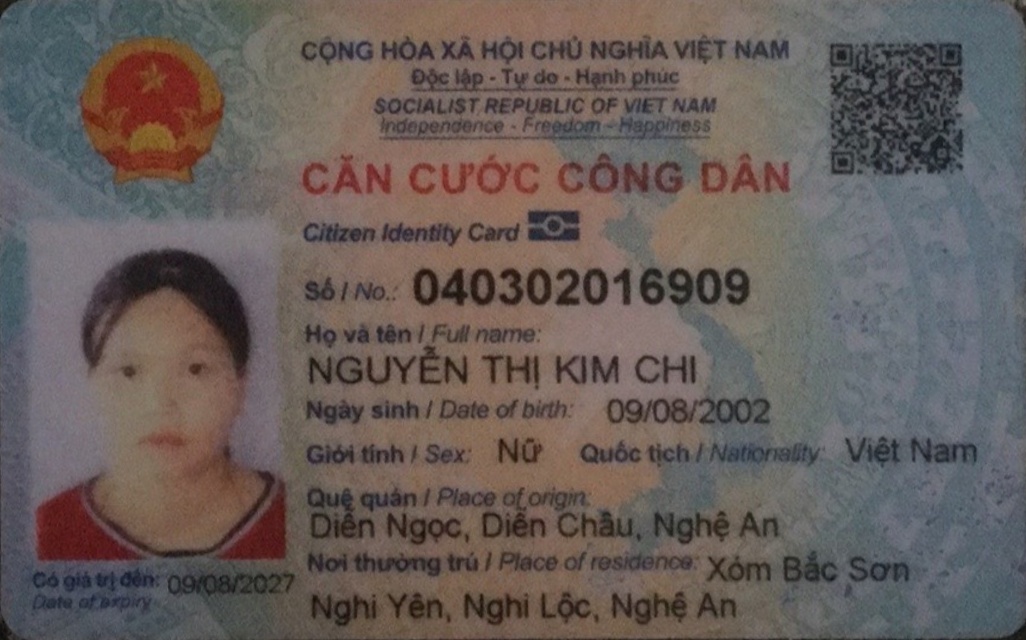 CỘNG HÒA XÃ HỘI CHỦ NGHĨA VIỆT NAM
Độc lập - Tự do - Hạnh phúc
SOCIALIST REPUBLIC OF VIET NAM
Independence - Freedom - Happiness
CĂN CƯỚC CÔNG DÂN
Citizen Identity Card
Số / No.: 040302016909
Họ và tên / Full name:
NGUYỄN THỊ KIM CHI
Ngày sinh / Date of birth: 09/08/2002
Giới tính / Sex: Nữ Quốc tịch / Nationality: Việt Nam
Quê quán / Place of origin:
Diễn Ngọc, Diễn Châu, Nghệ An
Nơi thường trú / Place of residence: Xóm Bắc Sơn
Nghi Yên, Nghi Lộc, Nghệ An
Có giá trị đến: 09/08/2027
Date of expiry